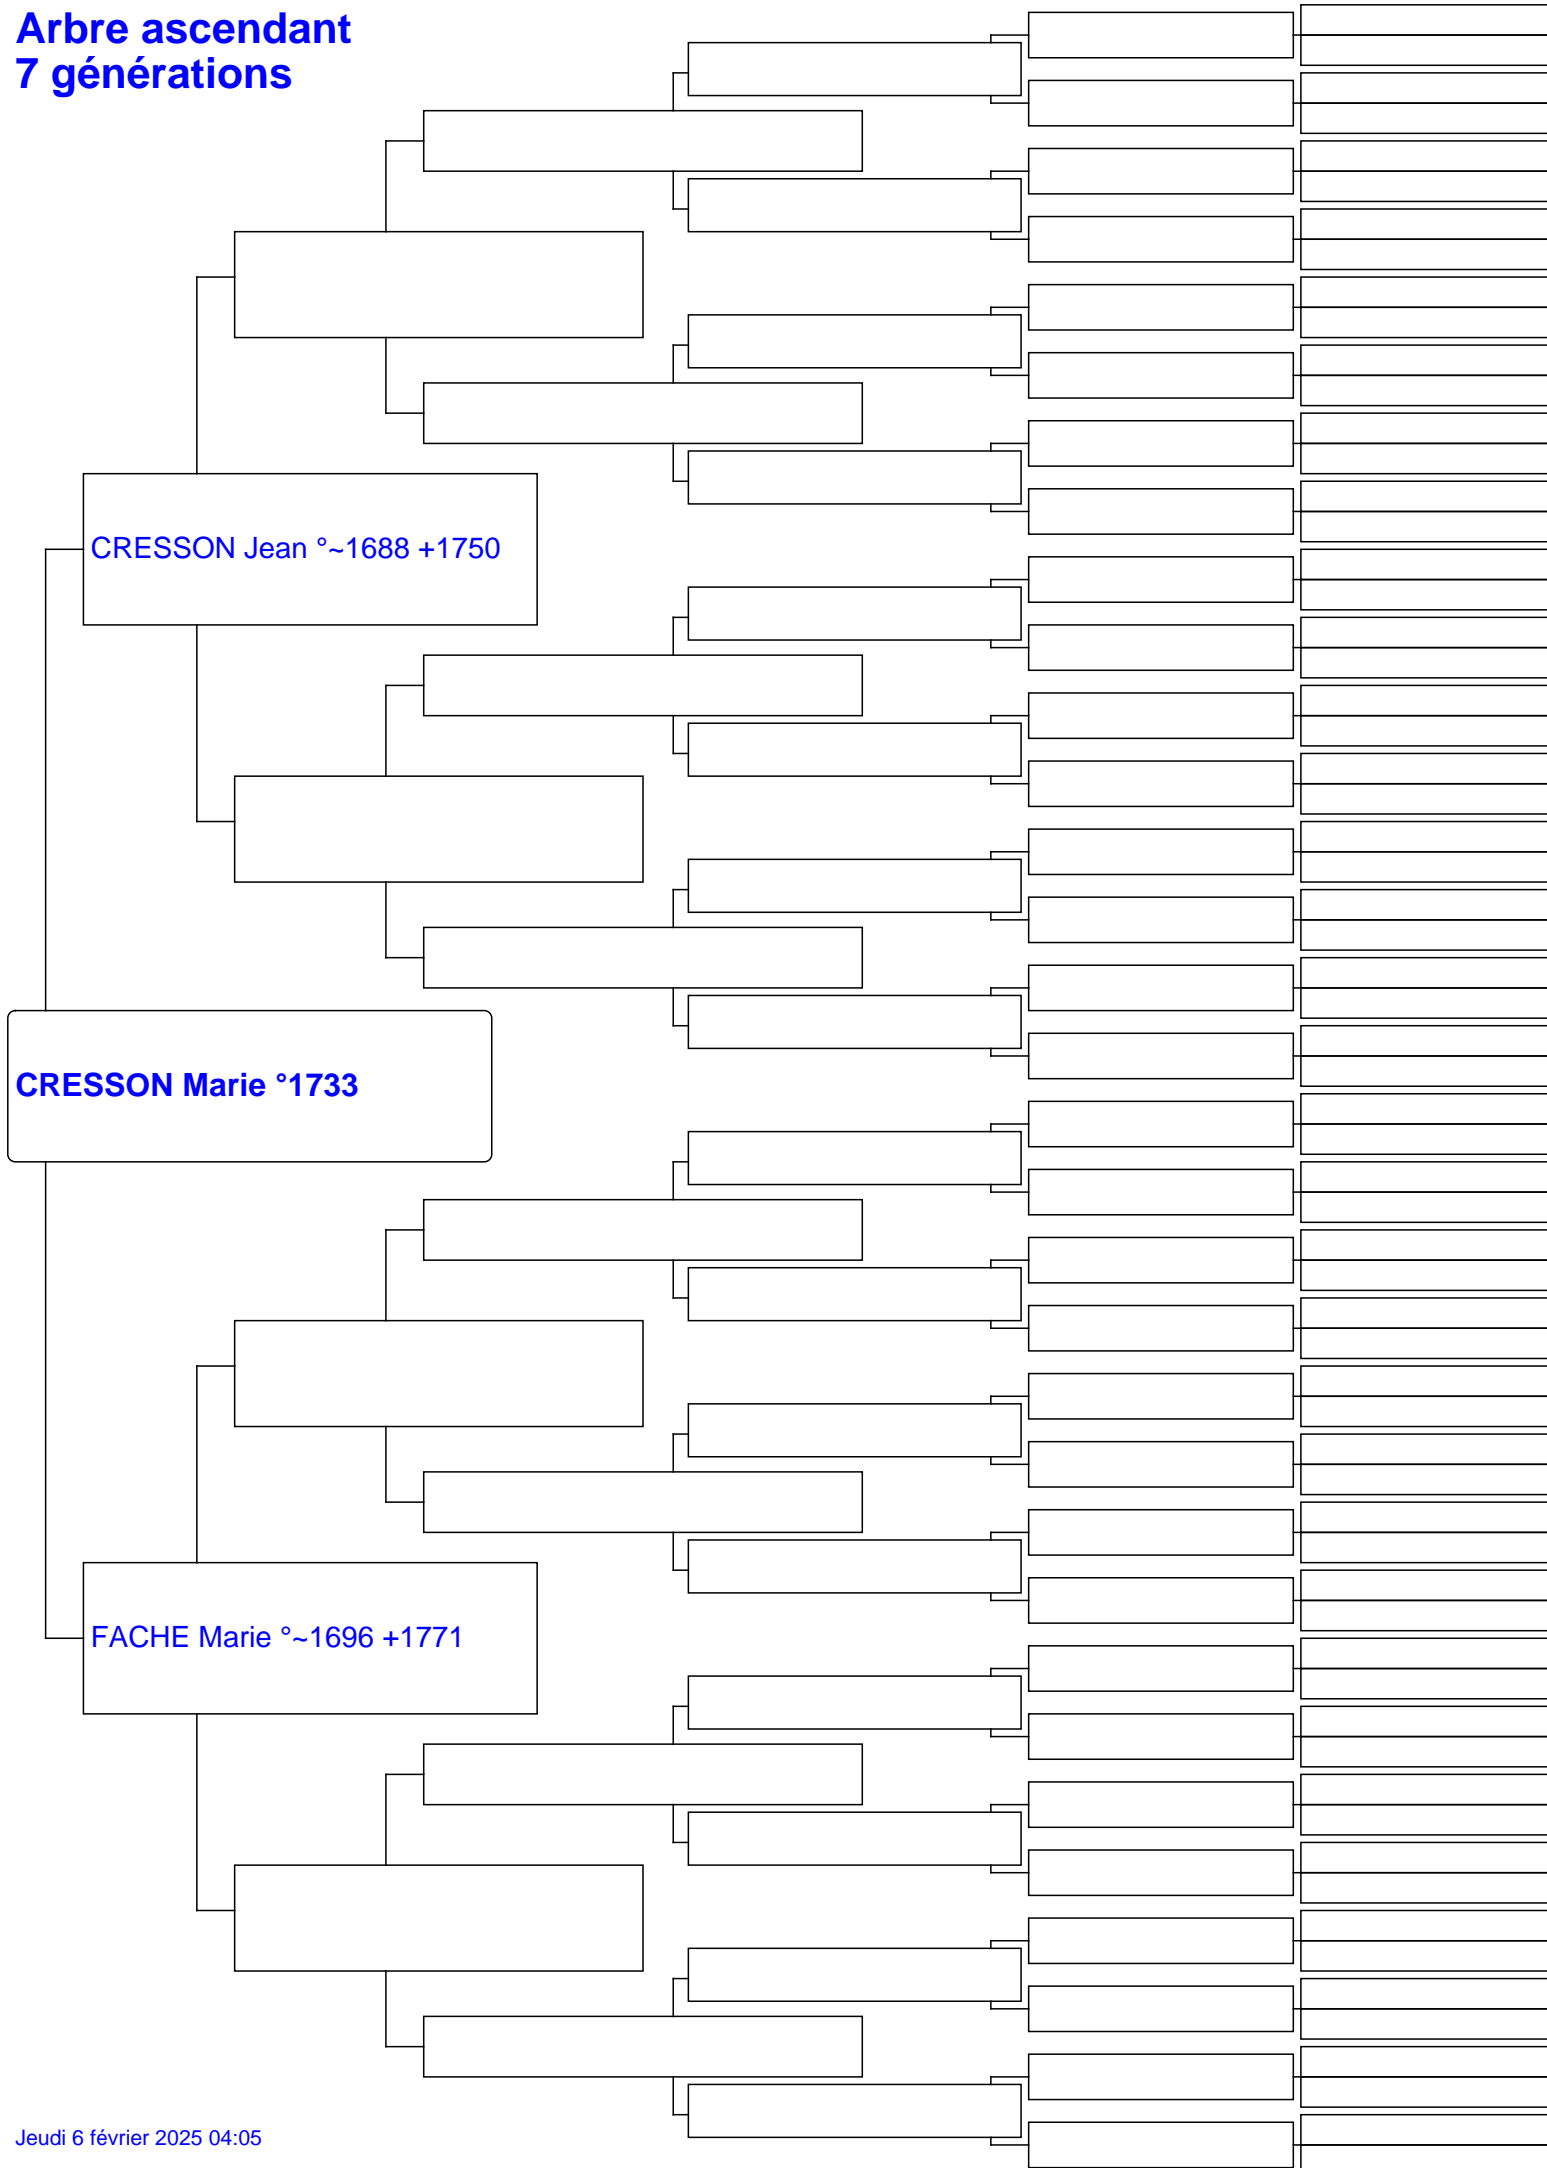 Arbre ascendant
7 générations
CRESSON Jean °~1688 +1750
CRESSON Marie °1733
FACHE Marie °~1696 +1771
Jeudi 6 février 2025 04:05